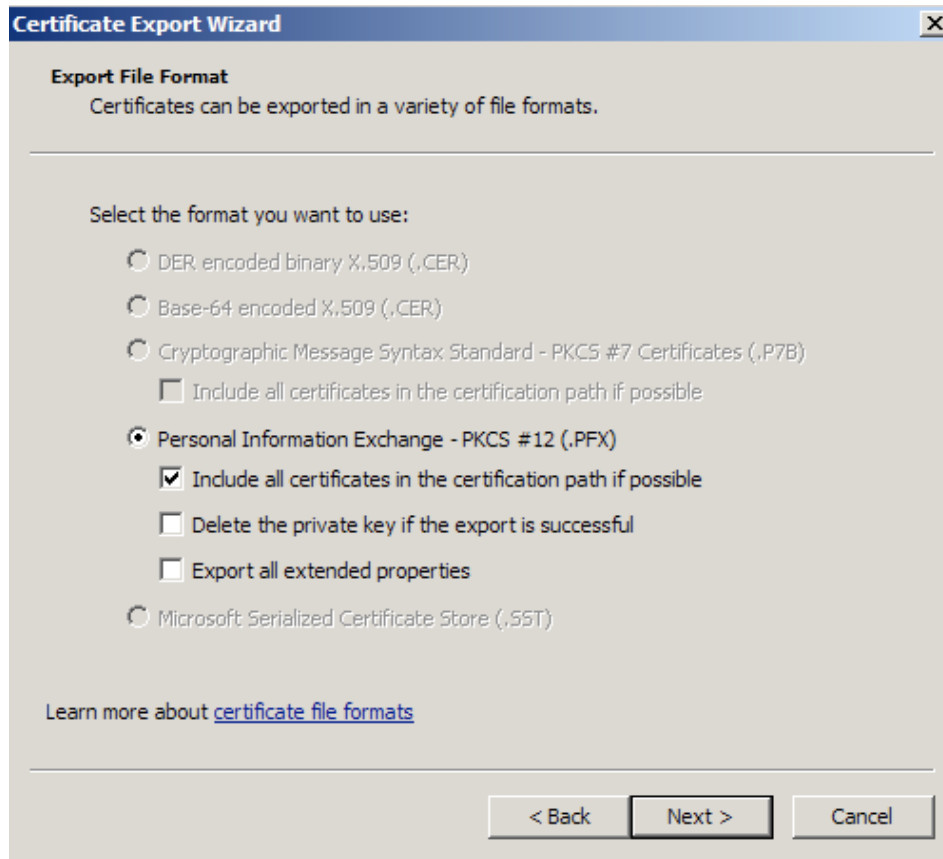 Certificate Export Wizard
Export File Format
Certificates can be exported in a variety of file formats.
Select the format you want to use:
DER encoded binary X.509 (.CER)
Base-64 encoded X.509 (.CER)
Cryptographic Message Syntax Standard - PKCS #7 Certificates (.P7B)
Include all certificates in the certification path if possible
Personal Information Exchange - PKCS #12 (.PFX)
Include all certificates in the certification path if possible
Delete the private key if the export is successful
Export all extended properties
Microsoft Serialized Certificate Store (.SST)
Learn more about certificate file formats
< Back Next > Cancel